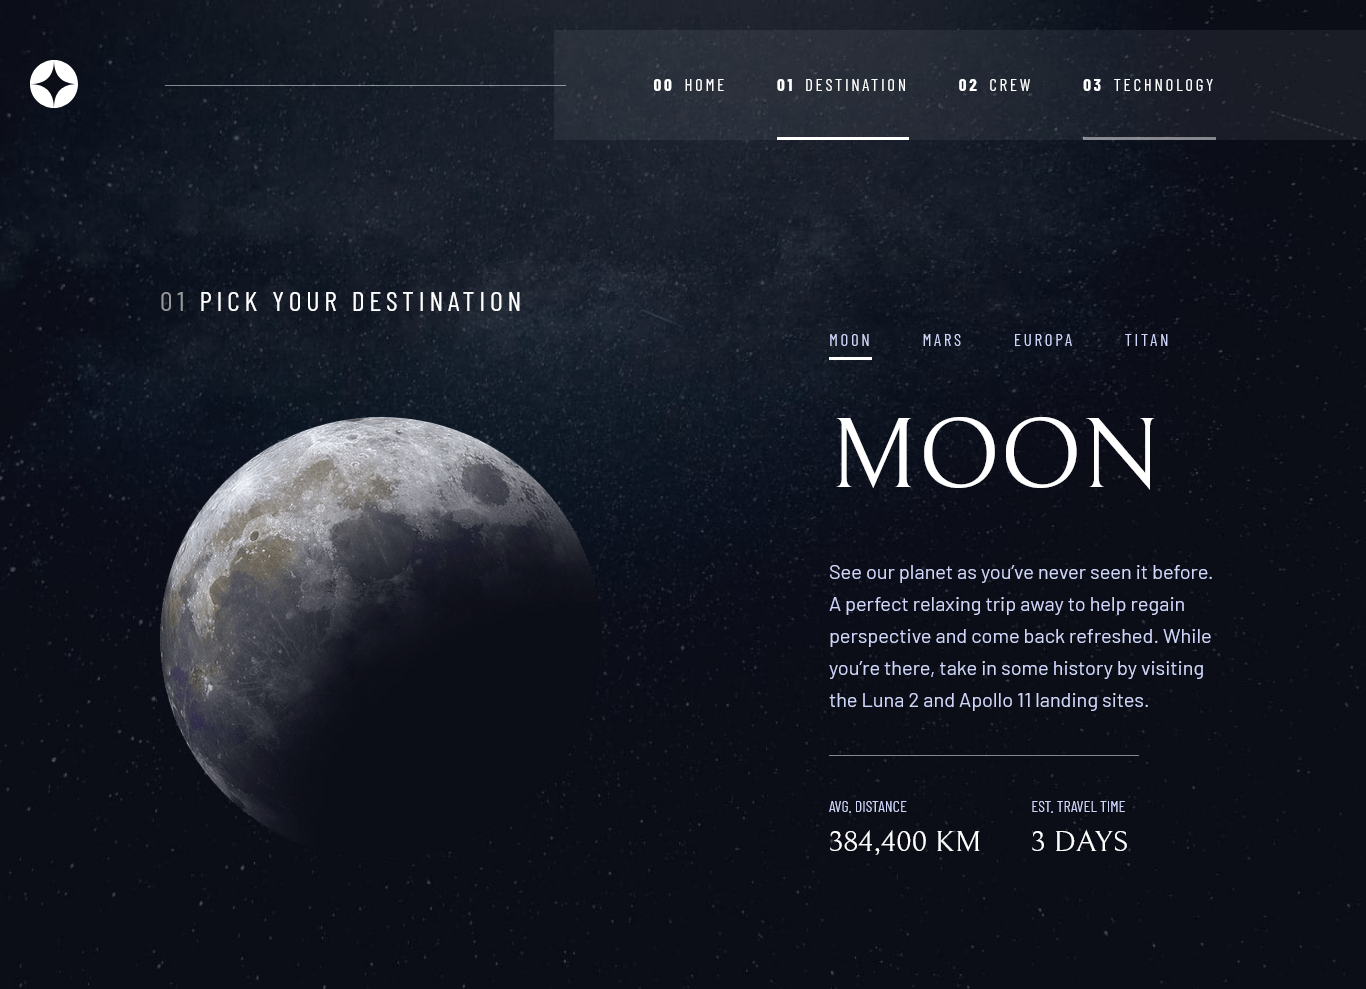 00 HOME 01 DESTINATION 02 CREW 03 TECHNOLOGY
01 PICK YOUR DESTINATION
MOON MARS EUROPA TITAN
MOON
See our planet as you’ve never seen it before.
A perfect relaxing trip away to help regain
perspective and come back refreshed. While
you’re there, take in some history by visiting
the Luna 2 and Apollo 11 landing sites.
AVG. DISTANCE
384,400 KM
EST. TRAVEL TIME
3 DAYS